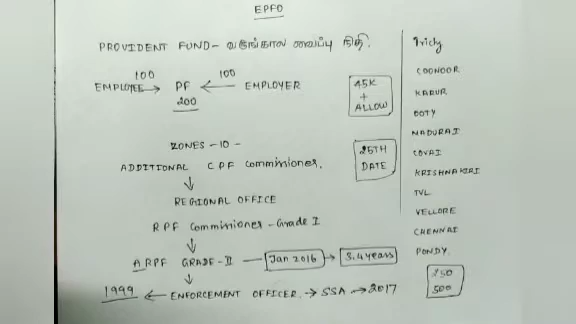 EPFO
PROVIDENT FUND - வருங்கால வைப்பு நிதி.
100 100
EMPLOYEE → PF ← EMPLOYER
200
45K
+
ALLOW
ZONES - 10 -
ADDITIONAL CPF Commissioner.
25TH
DATE
↓
REGIONAL OFFICE
RPF Commissioner - Grade I
↓
ARPF GRADE-II — Jan 2016 → 3.4 years
↓
1999 ← ENFORCEMENT OFFICER → SSA → 2017
Trichy
COONOOR
KARUR
OOTY
MADURAI
COVAI
KRISHNAGIRI
TVL
VELLORE
CHENNAI
PONDY.
250
500